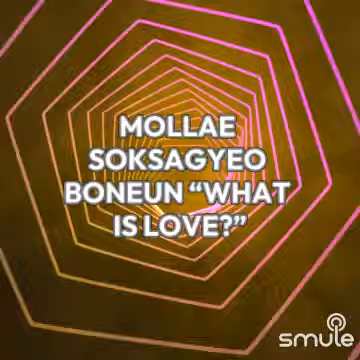 MOLLAE
SOKSAGYEO
BONEUN “WHAT
IS LOVE?”
smule